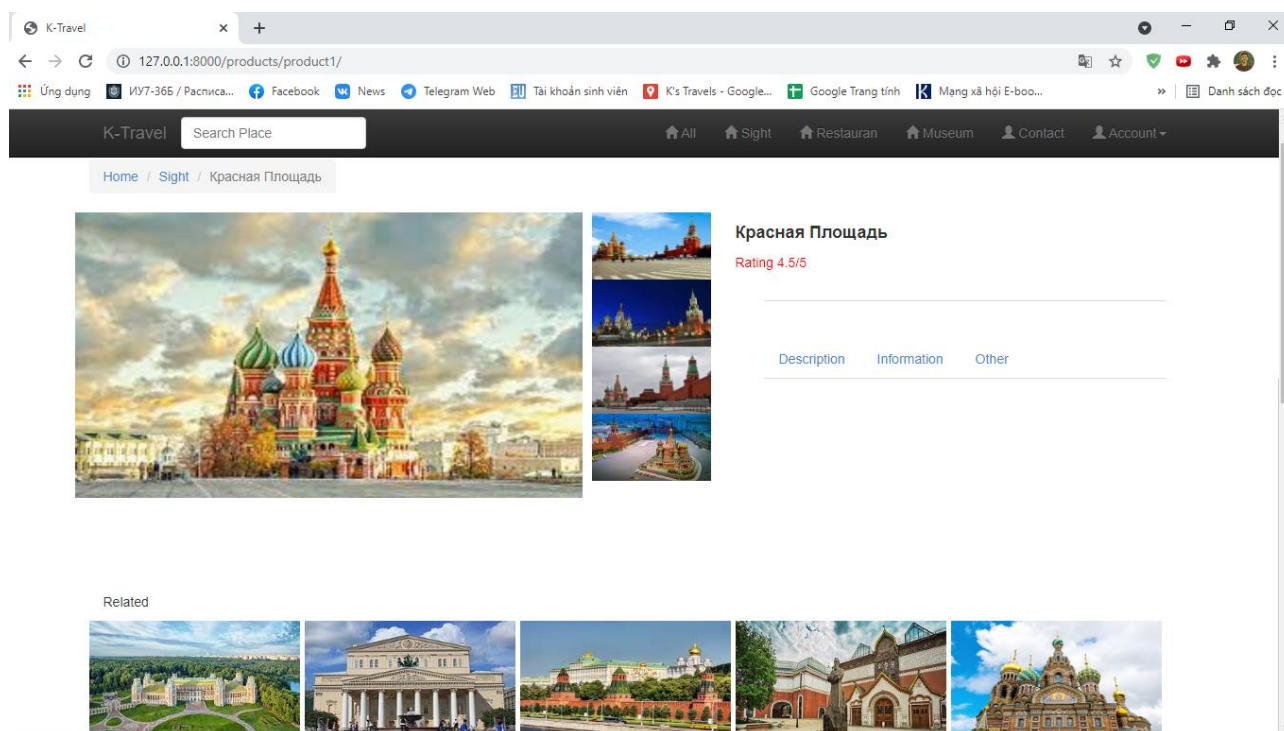 K-Travel
127.0.0.1:8000/products/product1/
Ứng dụng ИУ7-36Б / Распиca... Facebook News Telegram Web Tài khoản sinh viên K's Travels - Google... Google Trang tính Mạng xã hội E-boo... » Danh sách đọc
K-Travel Search Place All Sight Restauran Museum Contact Account
Home / Sight / Красная Площадь
Красная Площадь
Rating 4.5/5
Description Information Other
Related